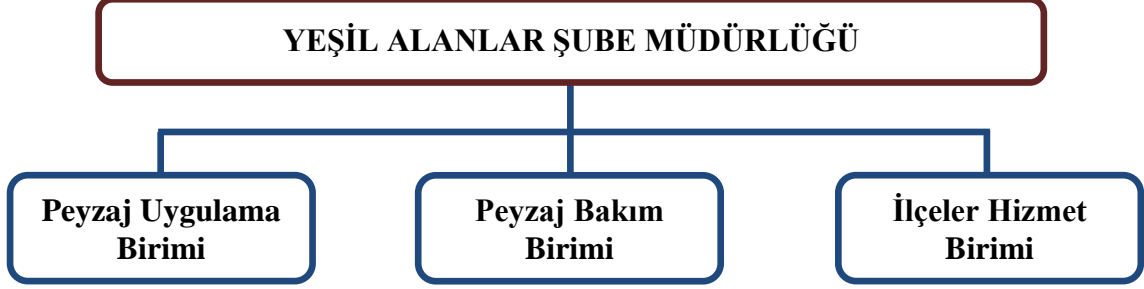 YEŞİL ALANLAR ŞUBE MÜDÜRLÜĞÜ
Peyzaj Uygulama
Birimi
Peyzaj Bakım
Birimi
İlçeler Hizmet
Birimi